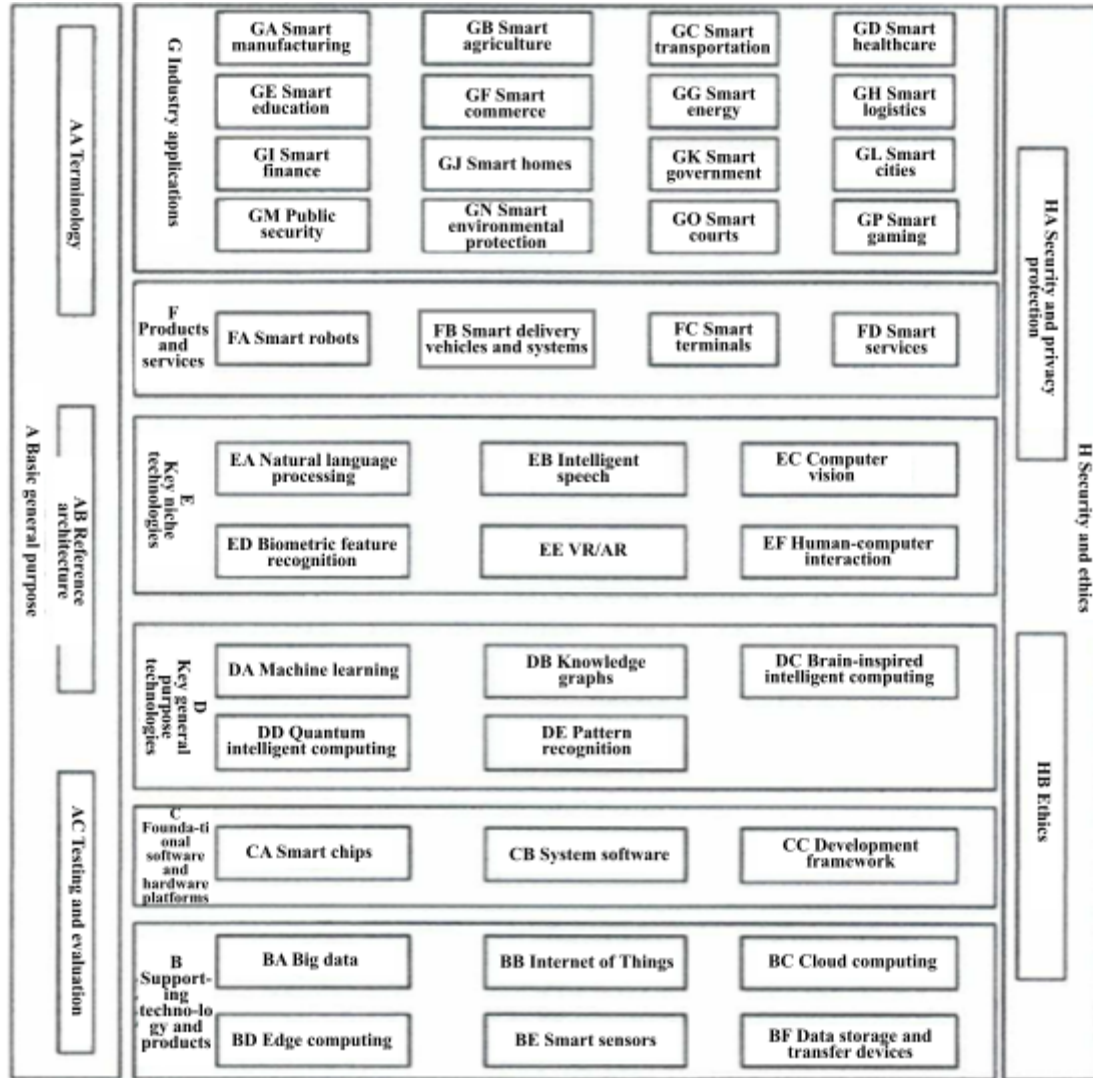 A Basic general purpose
AA Terminology
AB Reference
architecture
AC Testing and evaluation
G Industry applications
GA Smart
manufacturing
GB Smart
agriculture
GC Smart
transportation
GD Smart
healthcare
GE Smart
education
GF Smart
commerce
GG Smart
energy
GH Smart
logistics
GI Smart
finance
GJ Smart homes
GK Smart
government
GL Smart
cities
GM Public
security
GN Smart
environmental
protection
GO Smart
courts
GP Smart
gaming
F
Products
and
services
FA Smart robots
FB Smart delivery
vehicles and systems
FC Smart
terminals
FD Smart
services
E
Key niche
technologies
EA Natural language
processing
EB Intelligent
speech
EC Computer
vision
ED Biometric feature
recognition
EE VR/AR
EF Human-computer
interaction
D
Key general
purpose
technologies
DA Machine learning
DB Knowledge
graphs
DC Brain-inspired
intelligent computing
DD Quantum
intelligent computing
DE Pattern
recognition
C
Founda-ti
onal
software
and
hardware
platforms
CA Smart chips
CB System software
CC Development
framework
B
Support-
ing
techno-lo
gy and
products
BA Big data
BB Internet of Things
BC Cloud computing
BD Edge computing
BE Smart sensors
BF Data storage and
transfer devices
H Security and ethics
HA Security and privacy
protection
HB Ethics